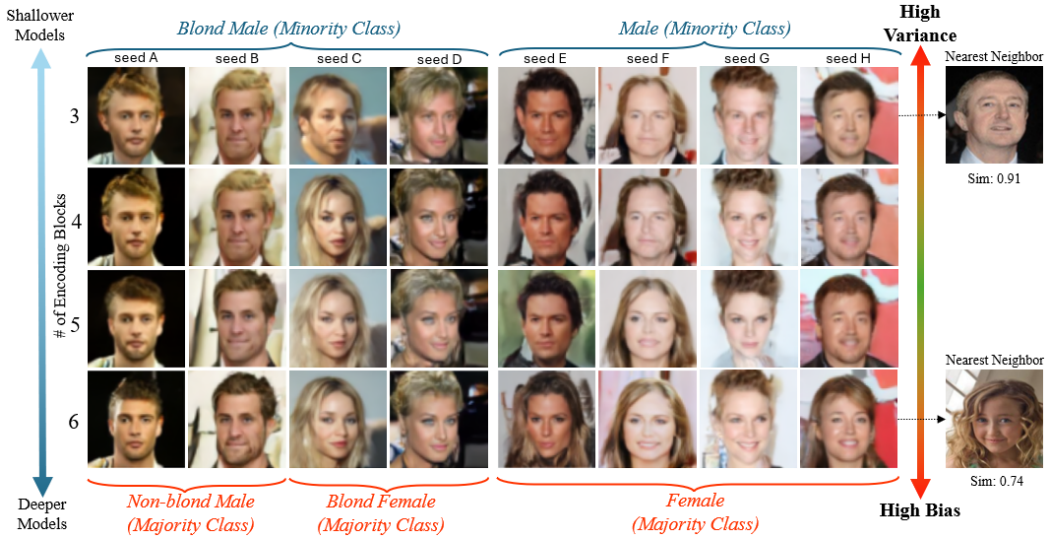 Shallower
Models
Blond Male (Minority Class)
Male (Minority Class)
High
Variance
seed A
seed B
seed C
seed D
seed E
seed F
seed G
seed H
Nearest Neighbor
3
Sim: 0.91
4
# of Encoding Blocks
5
Nearest Neighbor
6
Sim: 0.74
Deeper
Models
Non-blond Male
(Majority Class)
Blond Female
(Majority Class)
Female
(Majority Class)
High Bias